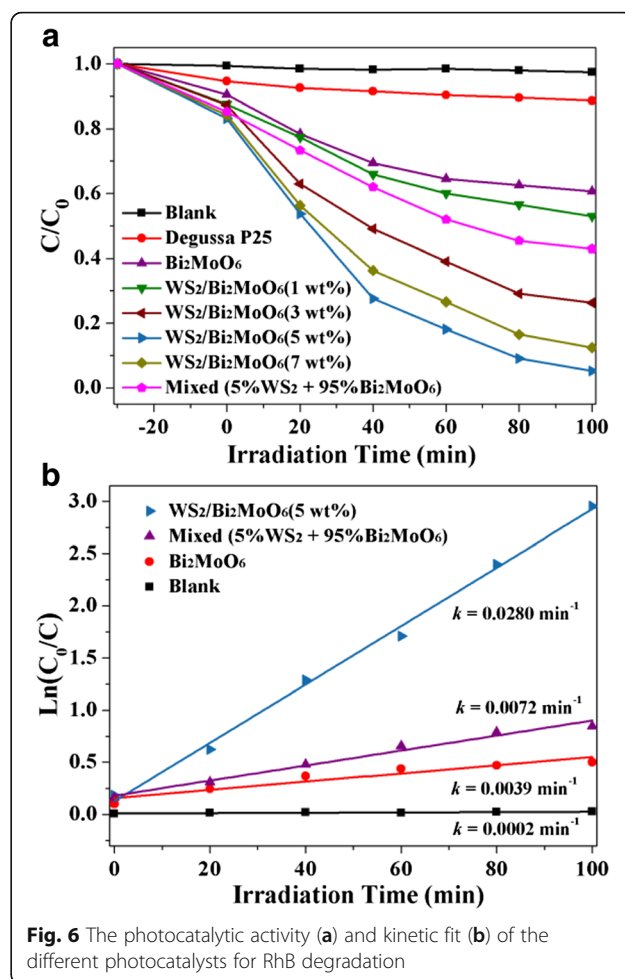 a
1.0
0.8
0.6
0.4
0.2
0.0
C/C₀
Blank
Degussa P25
Bi₂MoO₆
WS₂/Bi₂MoO₆(1 wt%)
WS₂/Bi₂MoO₆(3 wt%)
WS₂/Bi₂MoO₆(5 wt%)
WS₂/Bi₂MoO₆(7 wt%)
Mixed (5%WS₂ + 95%Bi₂MoO₆)
-20 0 20 40 60 80 100
Irradiation Time (min)
b
3.0
2.5
2.0
1.5
1.0
0.5
0.0
Ln(C₀/C)
WS₂/Bi₂MoO₆(5 wt%)
Mixed (5%WS₂ + 95%Bi₂MoO₆)
Bi₂MoO₆
Blank
k = 0.0280 min⁻¹
k = 0.0072 min⁻¹
k = 0.0039 min⁻¹
k = 0.0002 min⁻¹
0 20 40 60 80 100
Irradiation Time (min)
Fig. 6 The photocatalytic activity (a) and kinetic fit (b) of the
different photocatalysts for RhB degradation